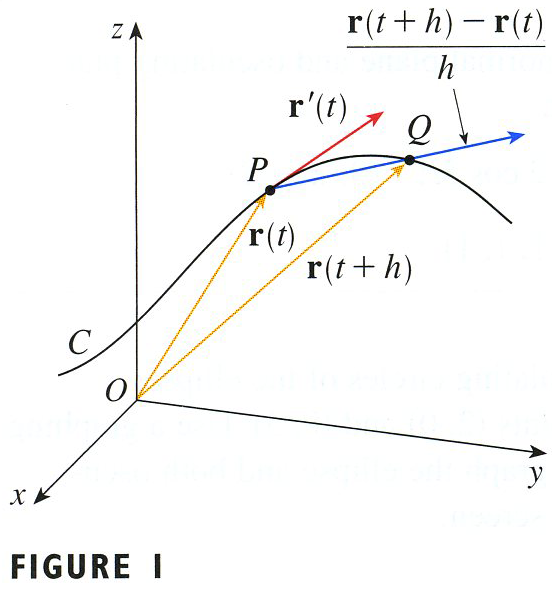 z
r(t + h) − r(t)
h
r′(t)
Q
P
r(t)
r(t + h)
C
O
x
y
FIGURE 1